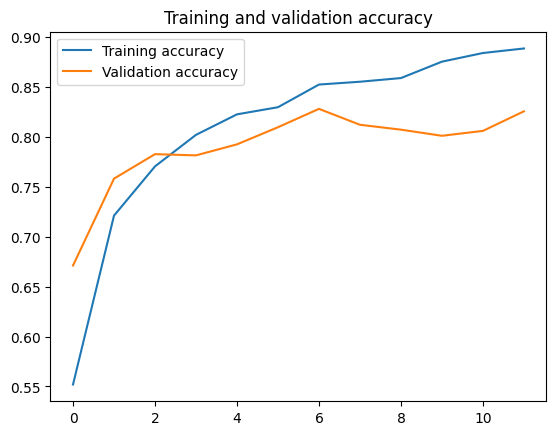 Training and validation accuracy
Training accuracy
Validation accuracy
0.90
0.85
0.80
0.75
0.70
0.65
0.60
0.55
0 2 4 6 8 10